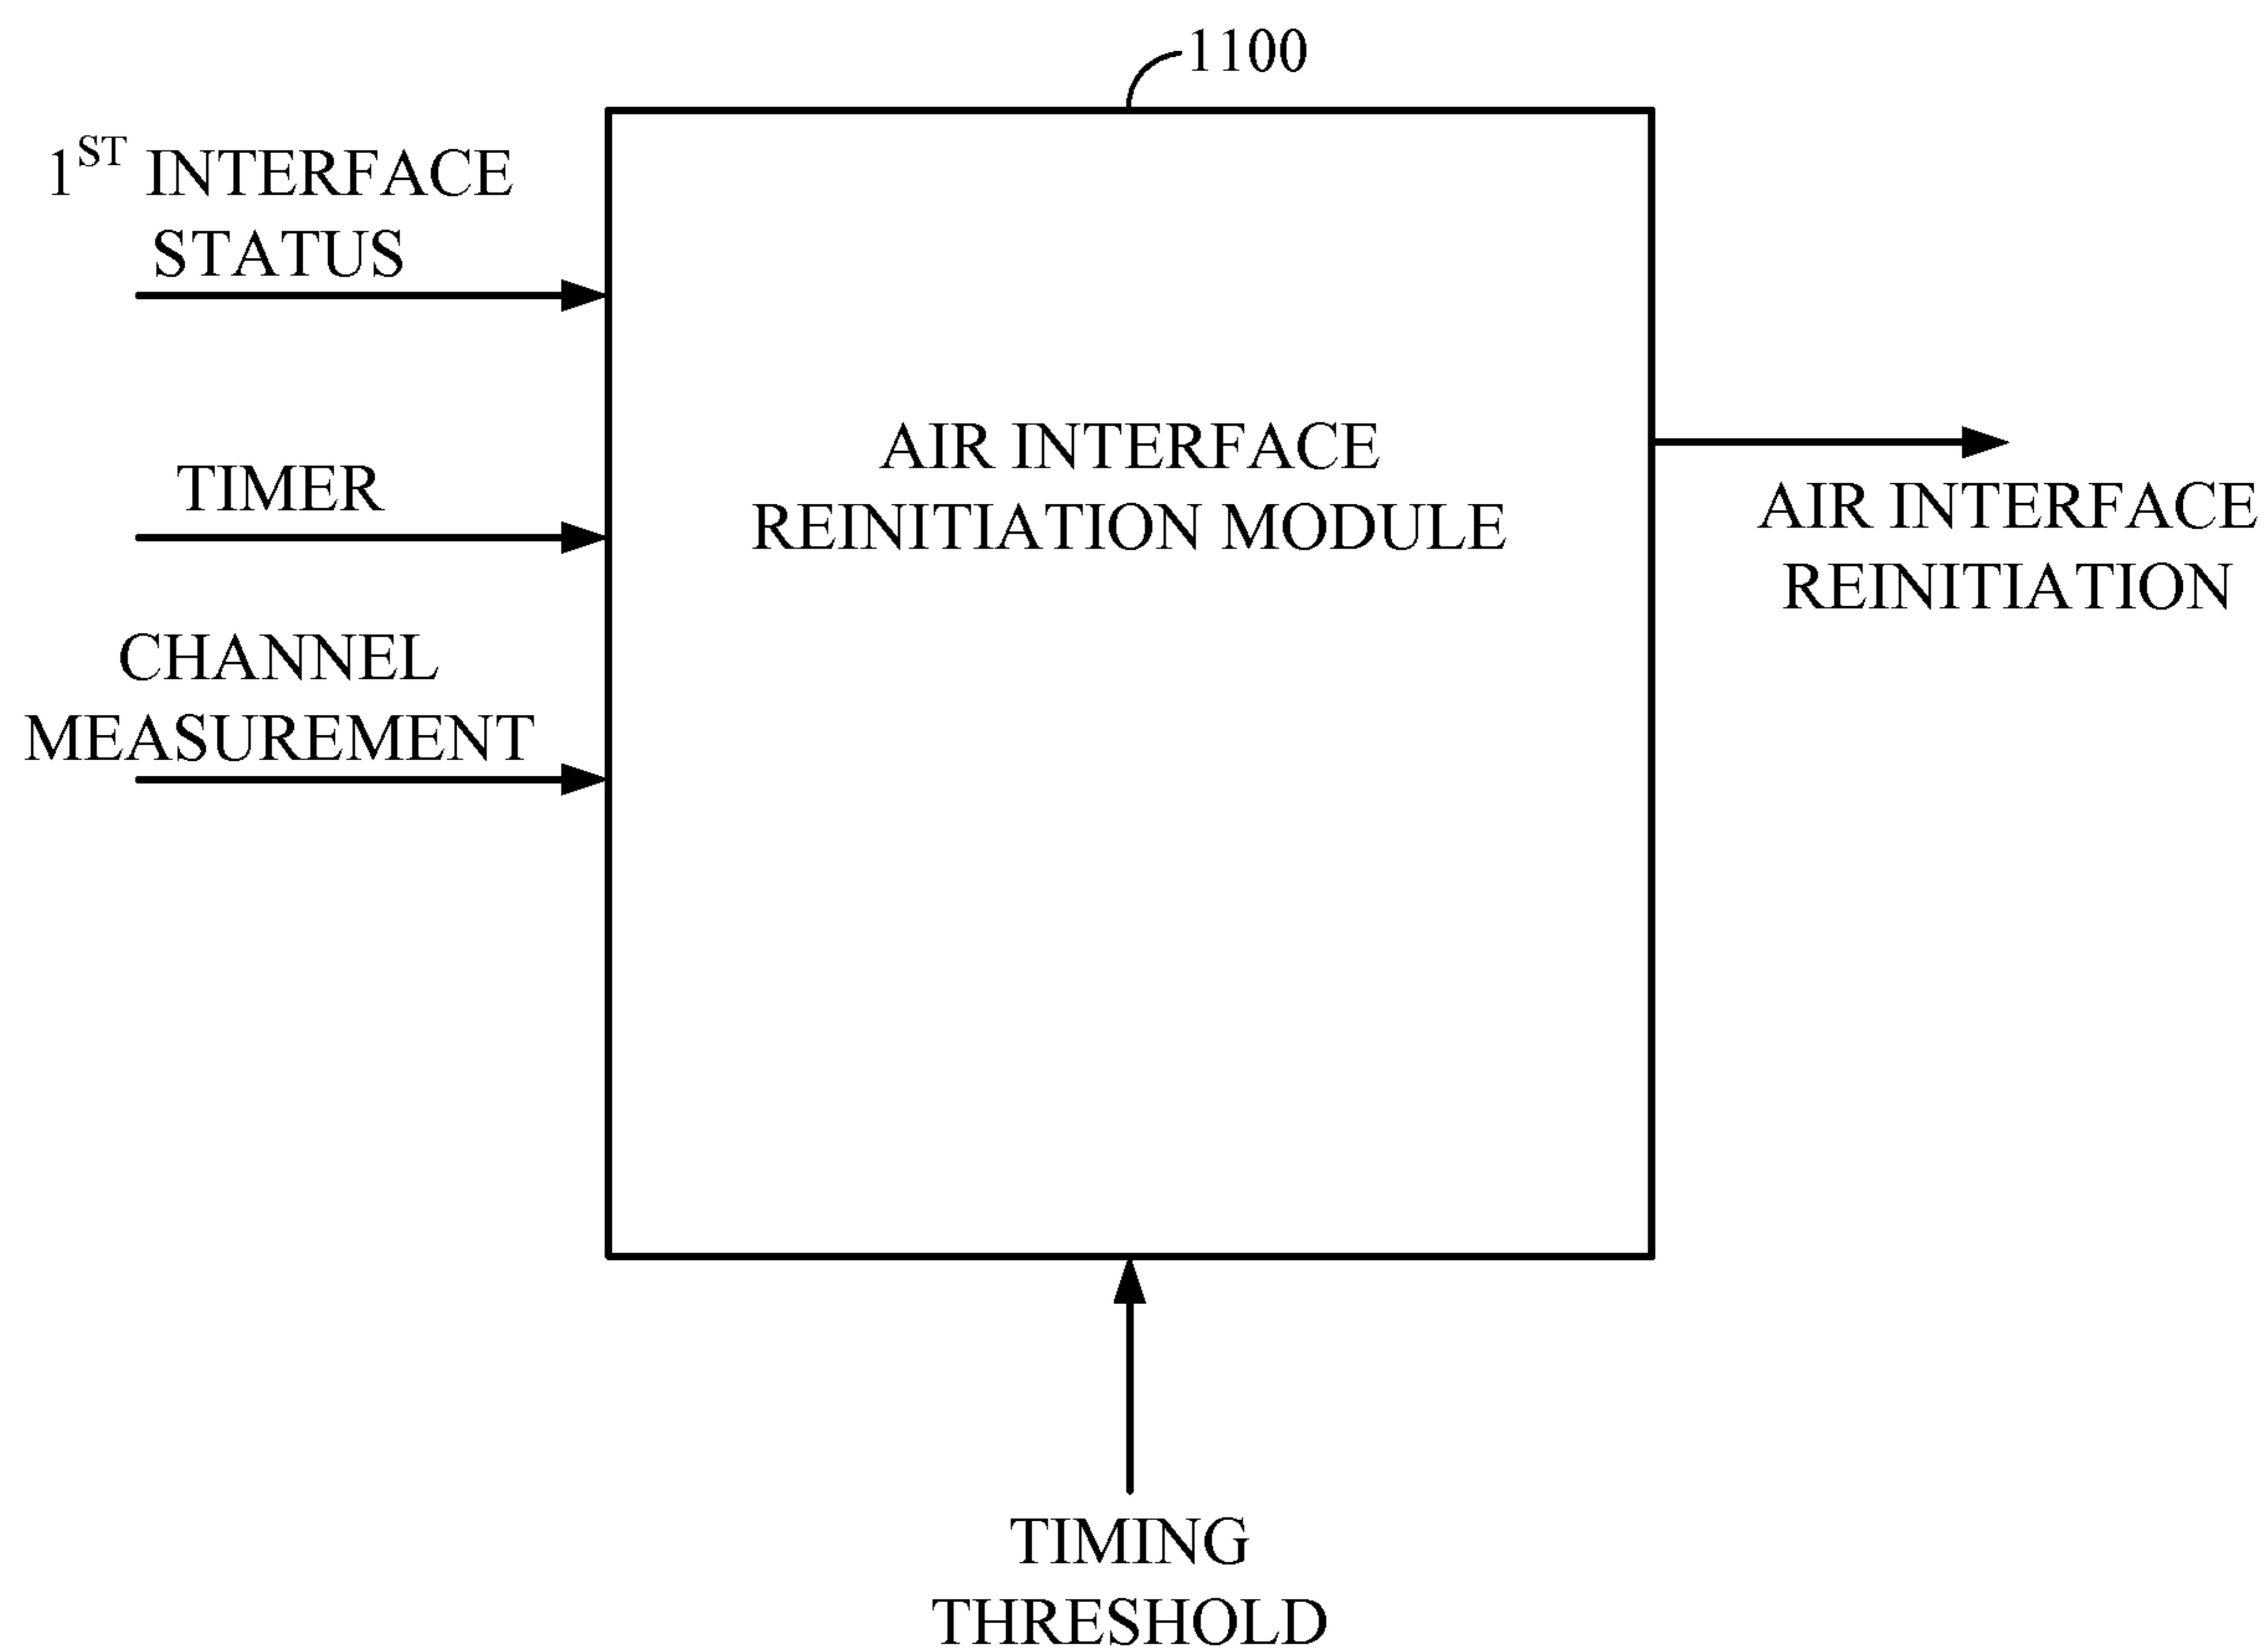 1100
1ST INTERFACE
STATUS
TIMER
CHANNEL
MEASUREMENT
AIR INTERFACE
REINITIATION MODULE
AIR INTERFACE
REINITIATION
TIMING
THRESHOLD